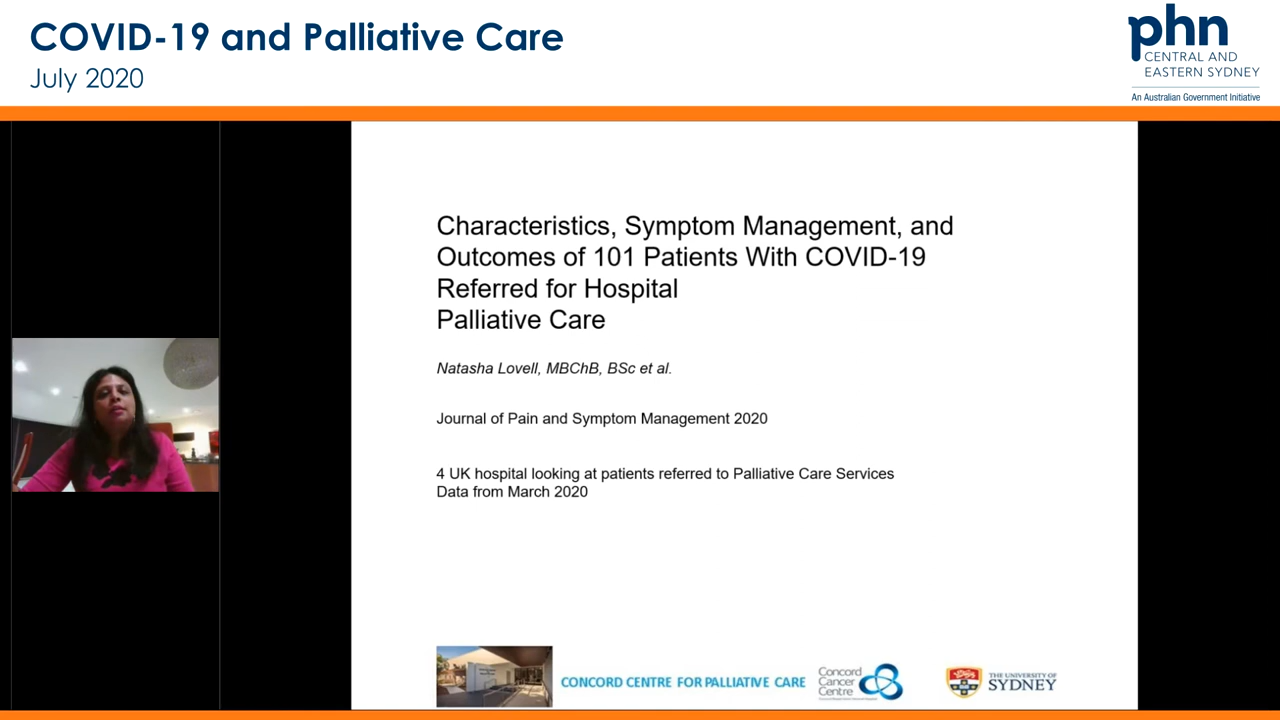 COVID-19 and Palliative Care
July 2020
phn
CENTRAL AND
EASTERN SYDNEY
An Australian Government Initiative
Characteristics, Symptom Management, and
Outcomes of 101 Patients With COVID-19
Referred for Hospital
Palliative Care
Natasha Lovell, MBChB, BSc et al.
Journal of Pain and Symptom Management 2020
4 UK hospital looking at patients referred to Palliative Care Services
Data from March 2020
CONCORD CENTRE FOR PALLIATIVE CARE
Concord
Cancer
Centre
THE UNIVERSITY OF
SYDNEY